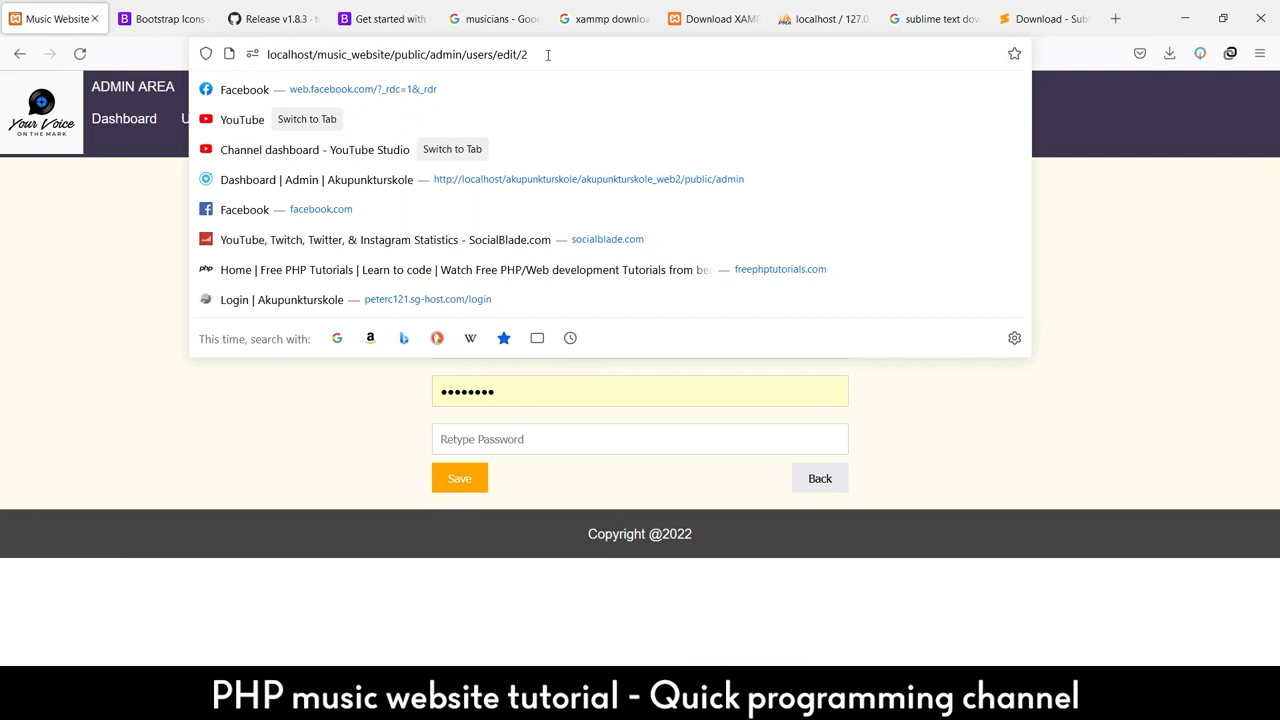 Music Website
Bootstrap Icons
Release v1.8.3 - t
Get started with
musicians - Goo
xammp downloa
Download XAM
localhost / 127.0
sublime text dow
Download - Sub
localhost/music_website/public/admin/users/edit/2
Facebook — web.facebook.com/?_rdc=1&_rdr
YouTube Switch to Tab
Channel dashboard - YouTube Studio Switch to Tab
Dashboard | Admin | Akupunkturskole — http://localhost/akupunkturskole/akupunkturskole_web2/public/admin
Facebook — facebook.com
YouTube, Twitch, Twitter, & Instagram Statistics - SocialBlade.com — socialblade.com
php Home | Free PHP Tutorials | Learn to code | Watch Free PHP/Web development Tutorials from be — freephptutorials.com
Login | Akupunkturskole — peterc121.sg-host.com/login
This time, search with:
YOUR VOICE
ON THE MARK
ADMIN AREA
Dashboard U
Retype Password
Save
Back
Copyright @2022
PHP music website tutorial - Quick programming channel